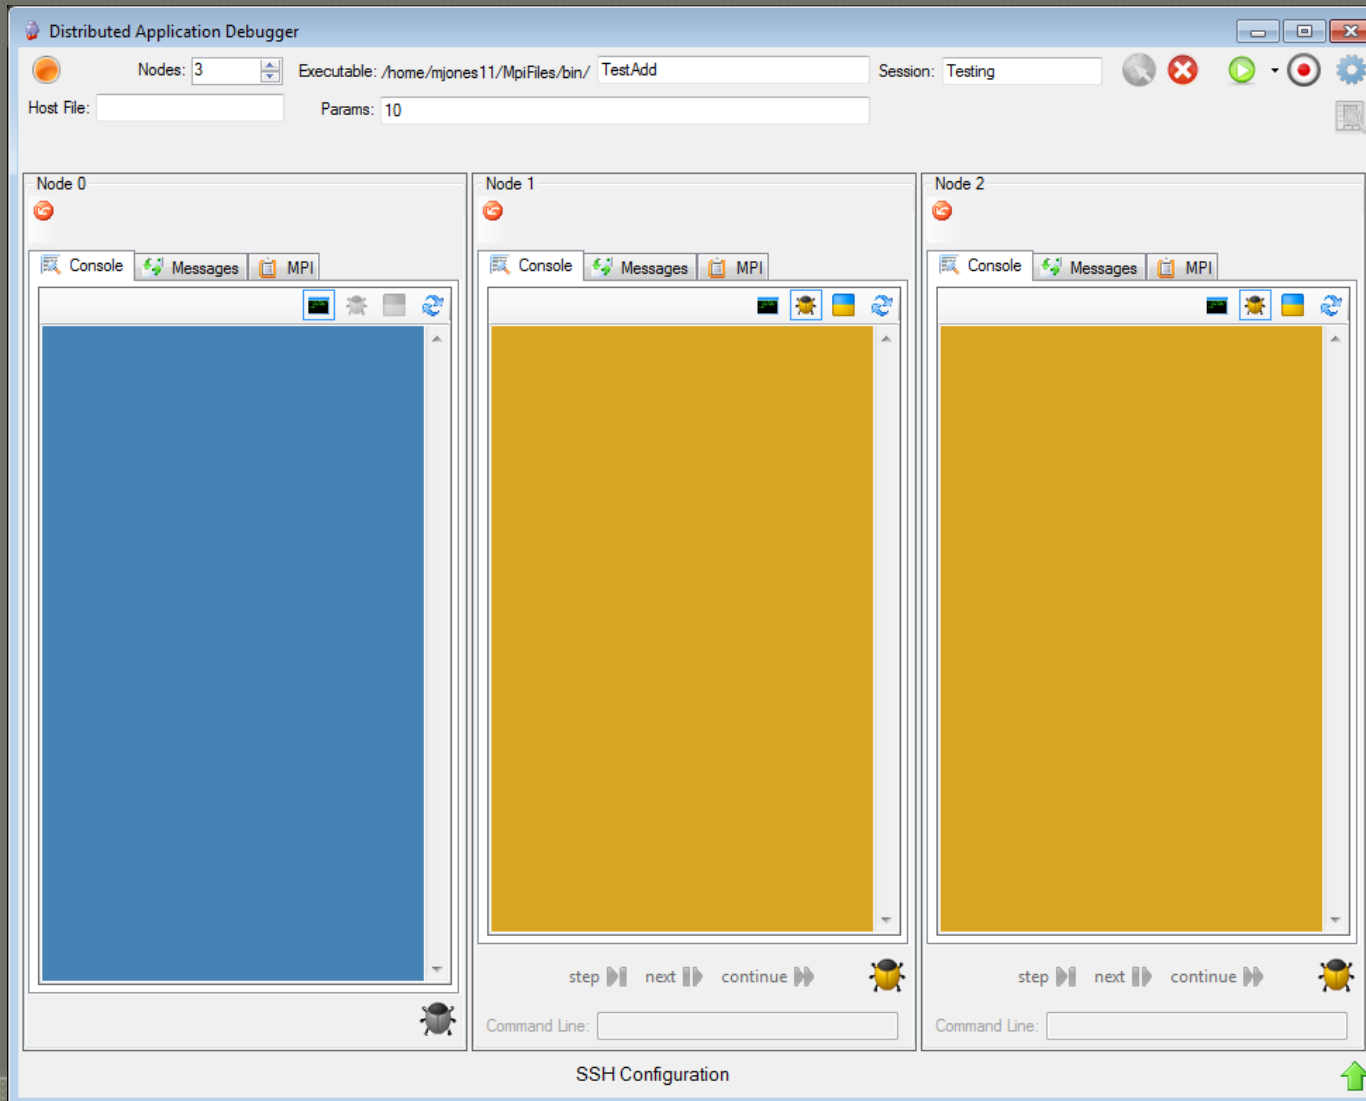 Distributed Application Debugger
Nodes: 3 Executable: /home/mjones11/MpiFiles/bin/ TestAdd Session: Testing
Host File: Params: 10
Node 0 Node 1 Node 2
Console Messages MPI Console Messages MPI Console Messages MPI
step next continue step next continue
Command Line: Command Line:
SSH Configuration